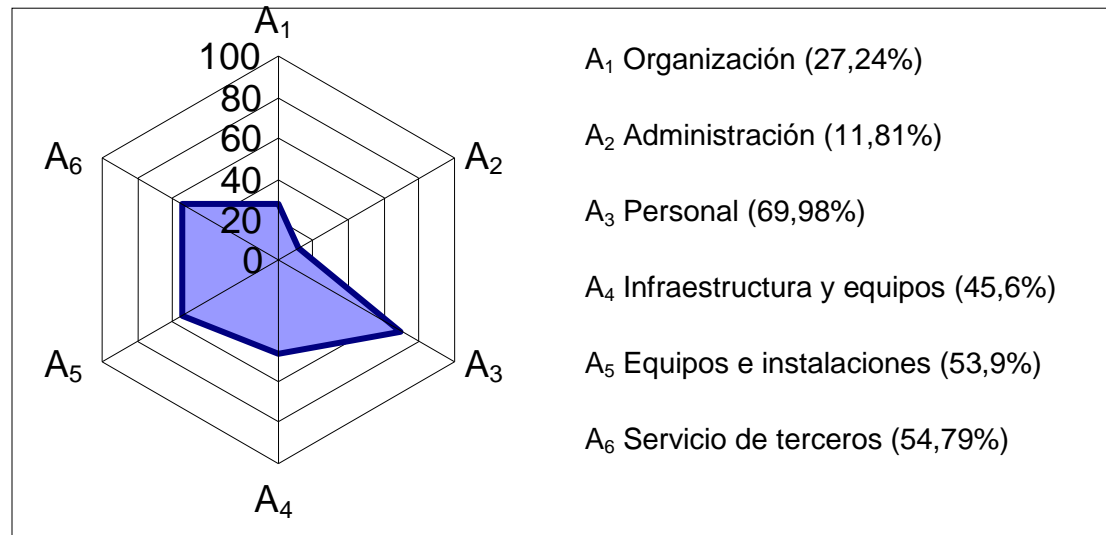 A₁
100
80
60
40
20
0
A₂
A₃
A₄
A₅
A₆
A₁ Organización (27,24%)
A₂ Administración (11,81%)
A₃ Personal (69,98%)
A₄ Infraestructura y equipos (45,6%)
A₅ Equipos e instalaciones (53,9%)
A₆ Servicio de terceros (54,79%)